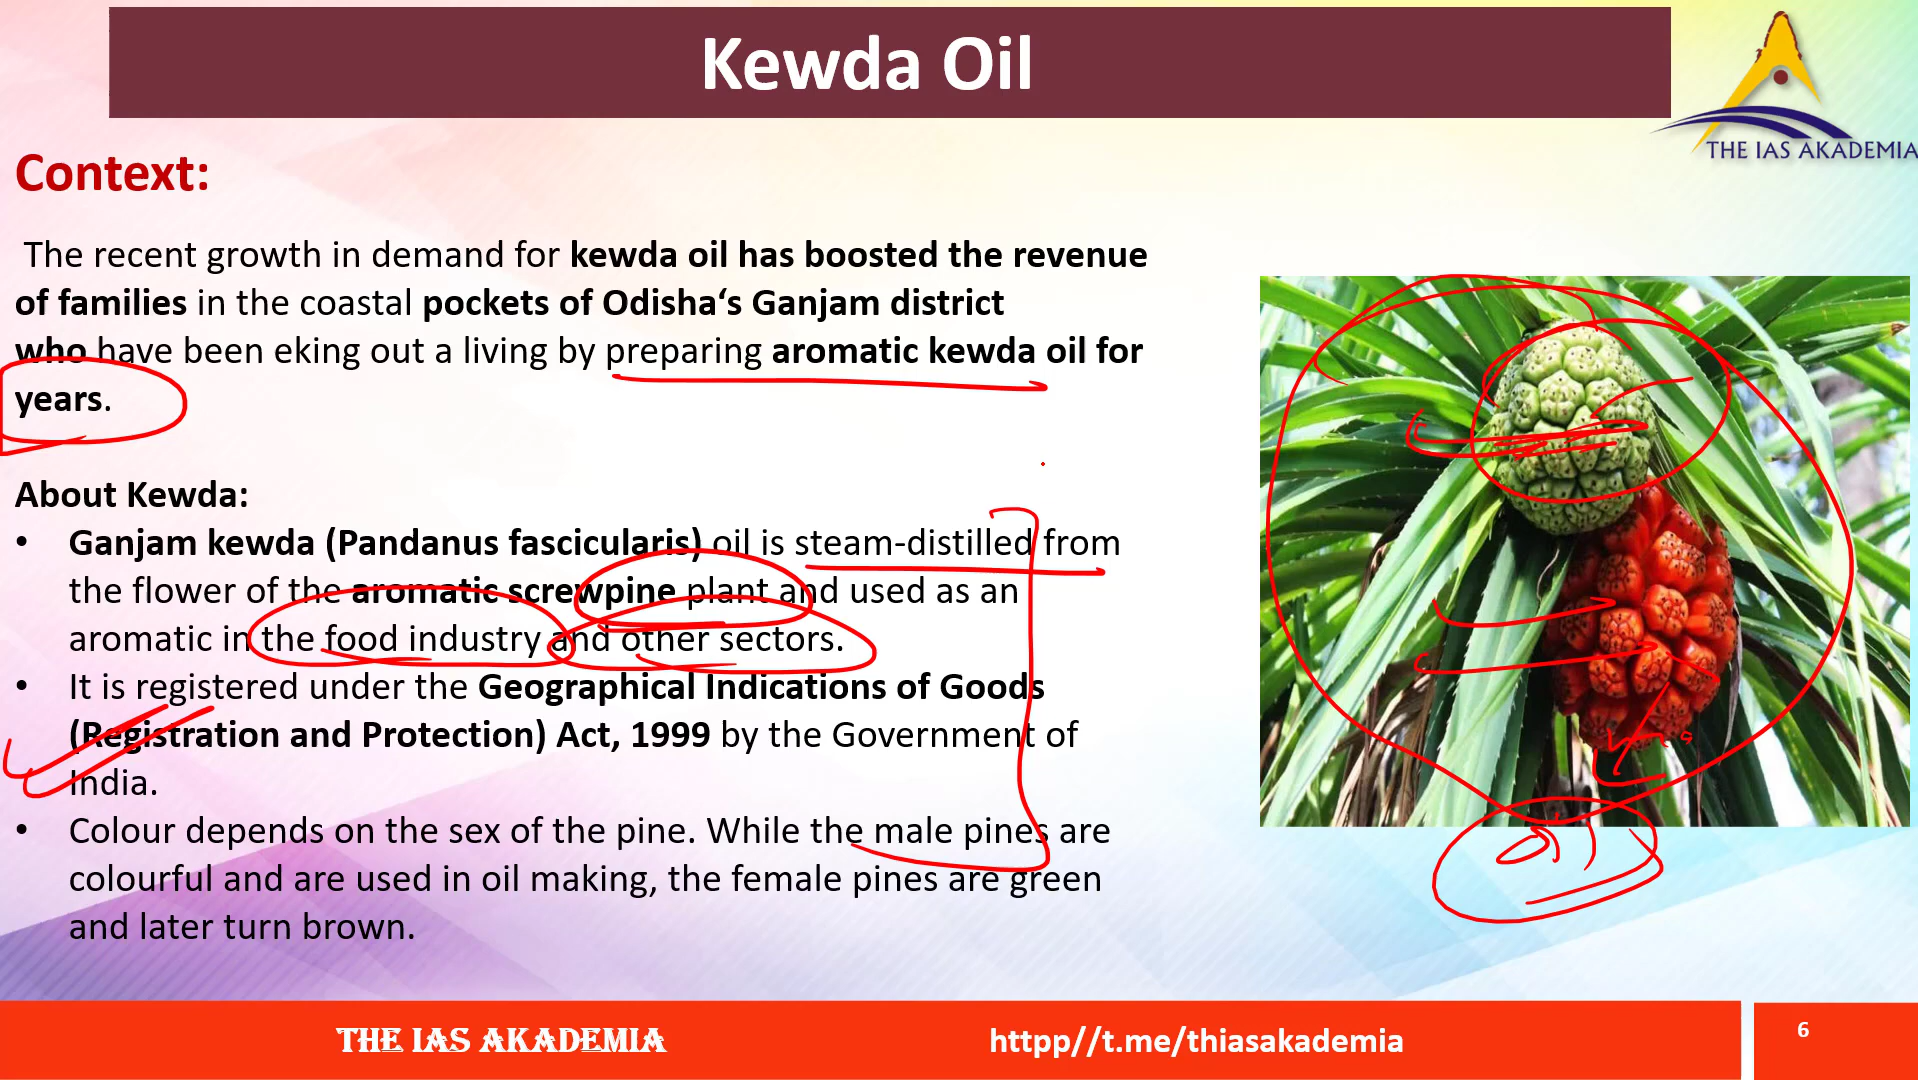 Kewda Oil
THE IAS AKADEMIA
Context:
The recent growth in demand for kewda oil has boosted the revenue
of families in the coastal pockets of Odisha‘s Ganjam district
who have been eking out a living by preparing aromatic kewda oil for
years.
About Kewda:
• Ganjam kewda (Pandanus fascicularis) oil is steam-distilled from
the flower of the aromatic screwpine plant and used as an
aromatic in the food industry and other sectors.
• It is registered under the Geographical Indications of Goods
(Registration and Protection) Act, 1999 by the Government of
India.
• Colour depends on the sex of the pine. While the male pines are
colourful and are used in oil making, the female pines are green
and later turn brown.
oil
THE IAS AKADEMIA
httpp//t.me/thiasakademia
6